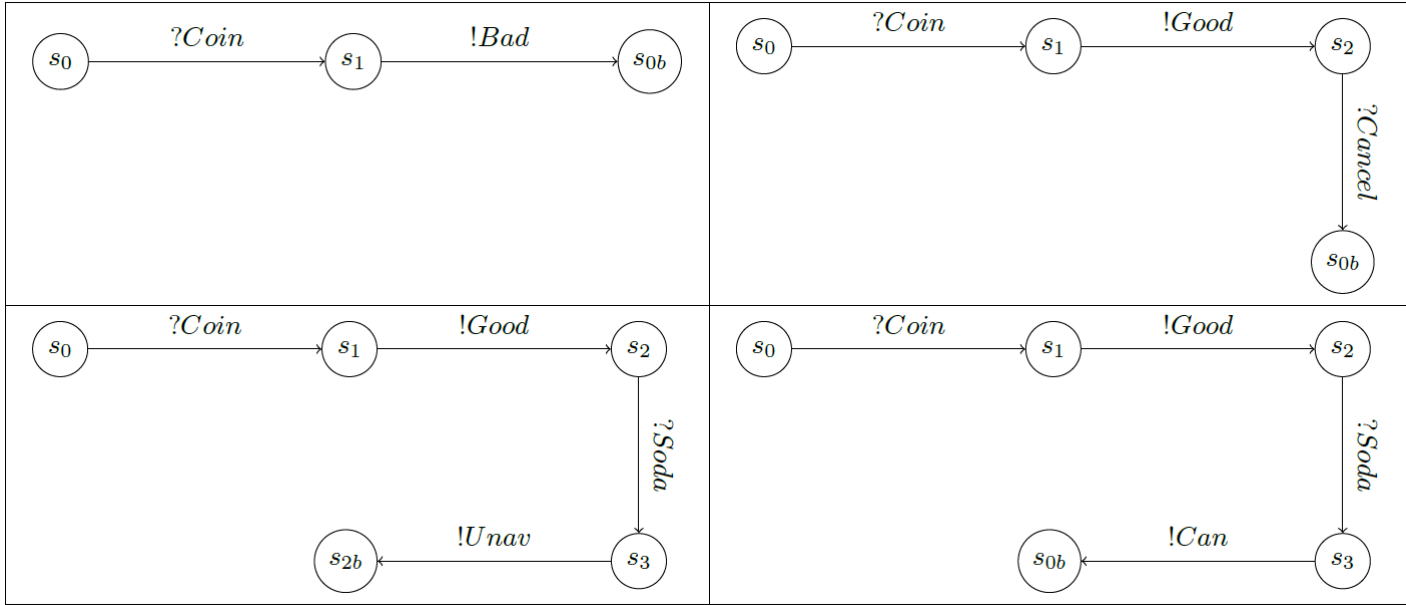 ?Coin !Bad
s0 s1 s0b
?Coin !Good
s0 s1 s2
?Cancel
s0b
?Coin !Good
s0 s1 s2
?Soda
!Unav
s2b s3
?Coin !Good
s0 s1 s2
?Soda
!Can
s0b s3